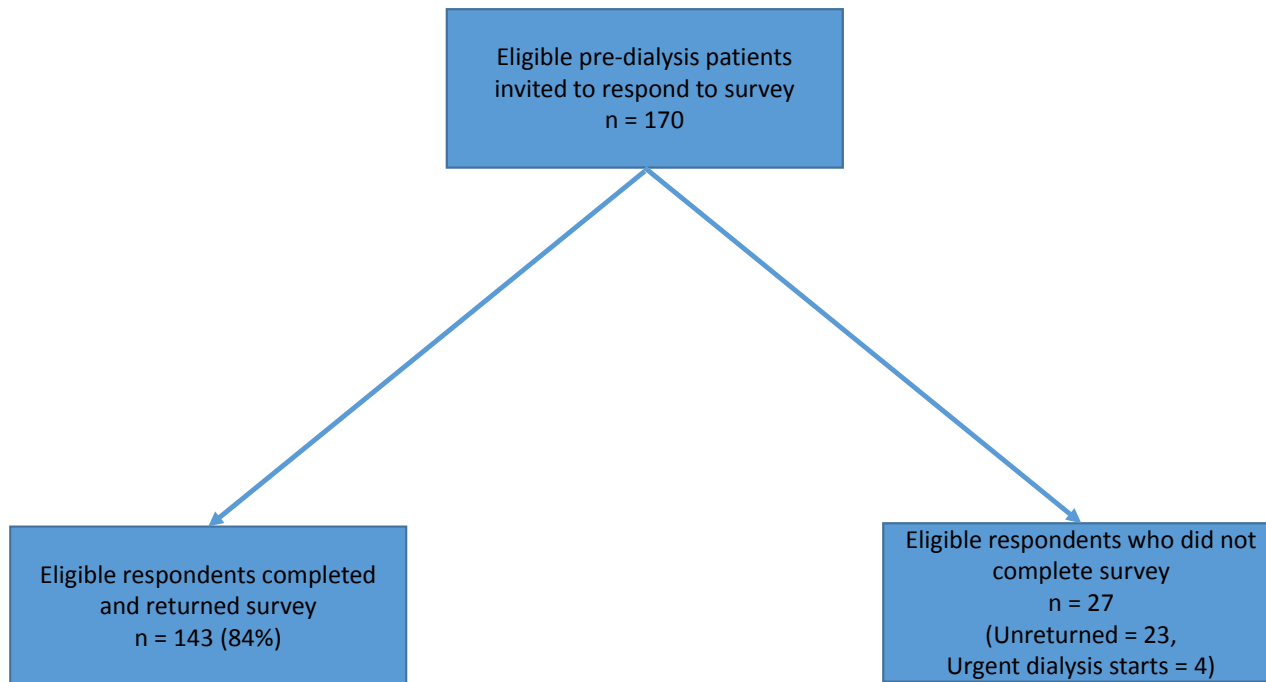 Eligible pre-dialysis patients
invited to respond to survey
n = 170
Eligible respondents completed
and returned survey
n = 143 (84%)
Eligible respondents who did not
complete survey
n = 27
(Unreturned = 23,
Urgent dialysis starts = 4)